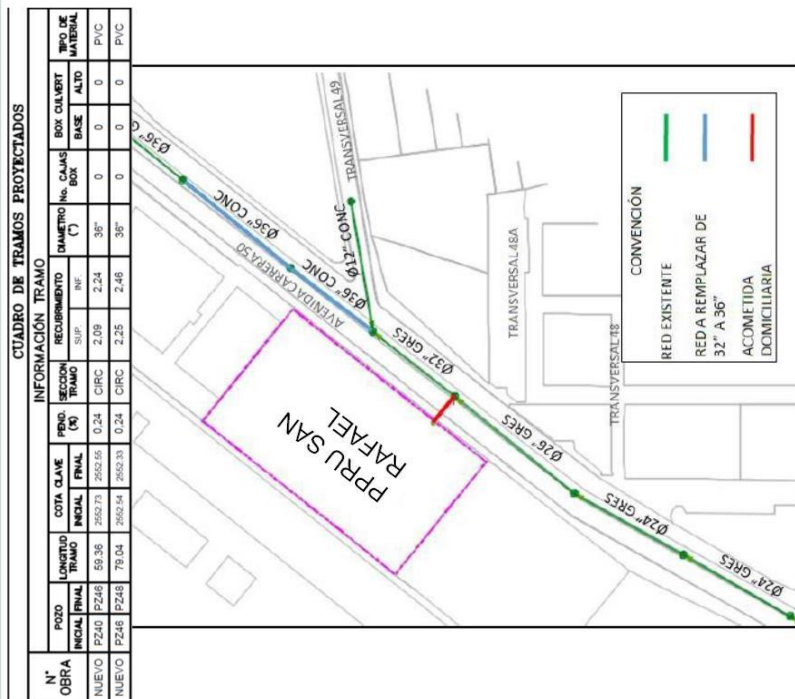 CUADRO DE TRAMOS PROYECTADOS
INFORMACIÓN TRAMO
N° OBRA
POZO
LONGITUD TRAMO
COTA CLAVE
PEND. (%)
SECCION TRAMO
RECUBRIMIENTO
DIAMETRO (")
No. CAJAS BOX
BOX CULVERT
TIPO DE MATERIAL
INICIAL FINAL INICIAL FINAL SUP. INF. BASE ALTO
NUEVO PZ40 PZ46 59.36 2552.73 2552.55 0,24 CIRC 2.09 2.24 36" 0 0 0 PVC
NUEVO PZ46 PZ48 79.04 2552.54 2552.33 0,24 CIRC 2.25 2.46 36" 0 0 0 PVC
Ø36" C
Ø36" CONC
Ø36" CONC
AVENIDA CARRERA 50
Ø12" CONC
TRANSVERSAL 49
Ø32" GRES
PPRU SAN
RAFAEL
TRANSVERSAL 48A
Ø26" GRES
TRANSVERSAL 48
Ø24" GRES
Ø24" GRES
CONVENCIÓN
RED EXISTENTE
RED A REMPLAZAR DE
32" A 36"
ACOMETIDA
DOMICILIARIA